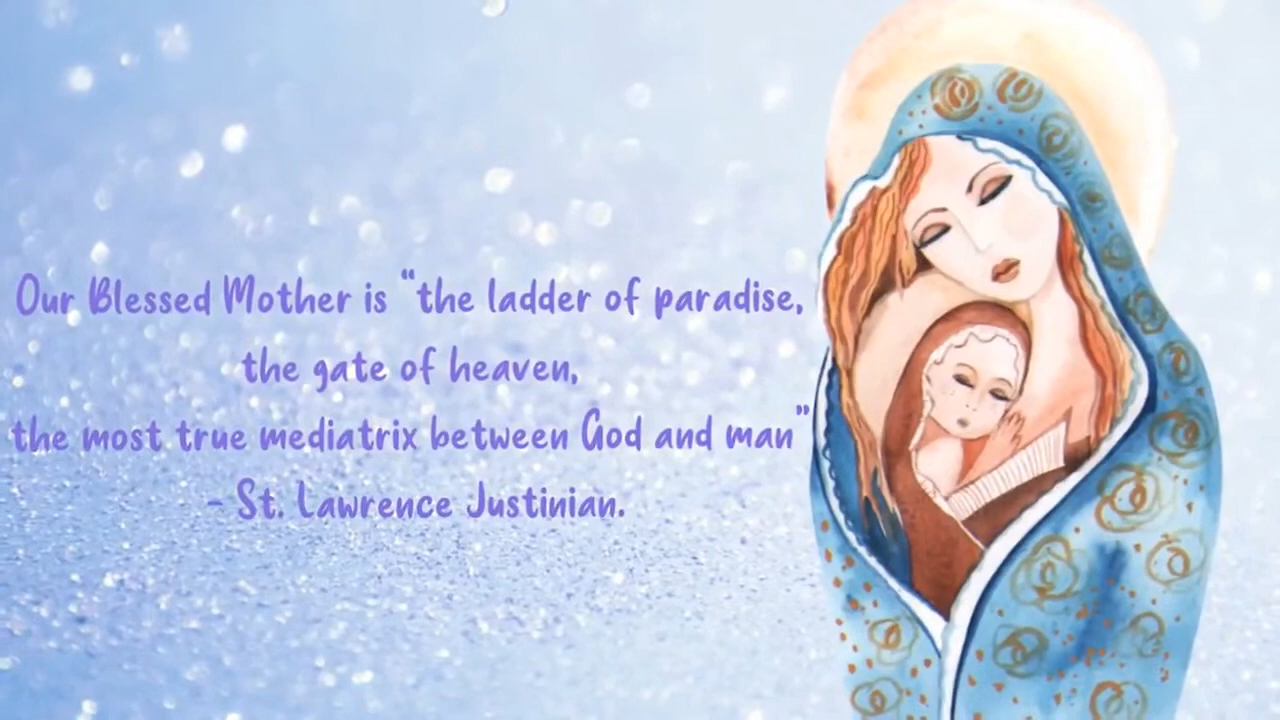 Our Blessed Mother is “the ladder of paradise,
the gate of heaven,
the most true mediatrix between God and man”
- St. Lawrence Justinian.